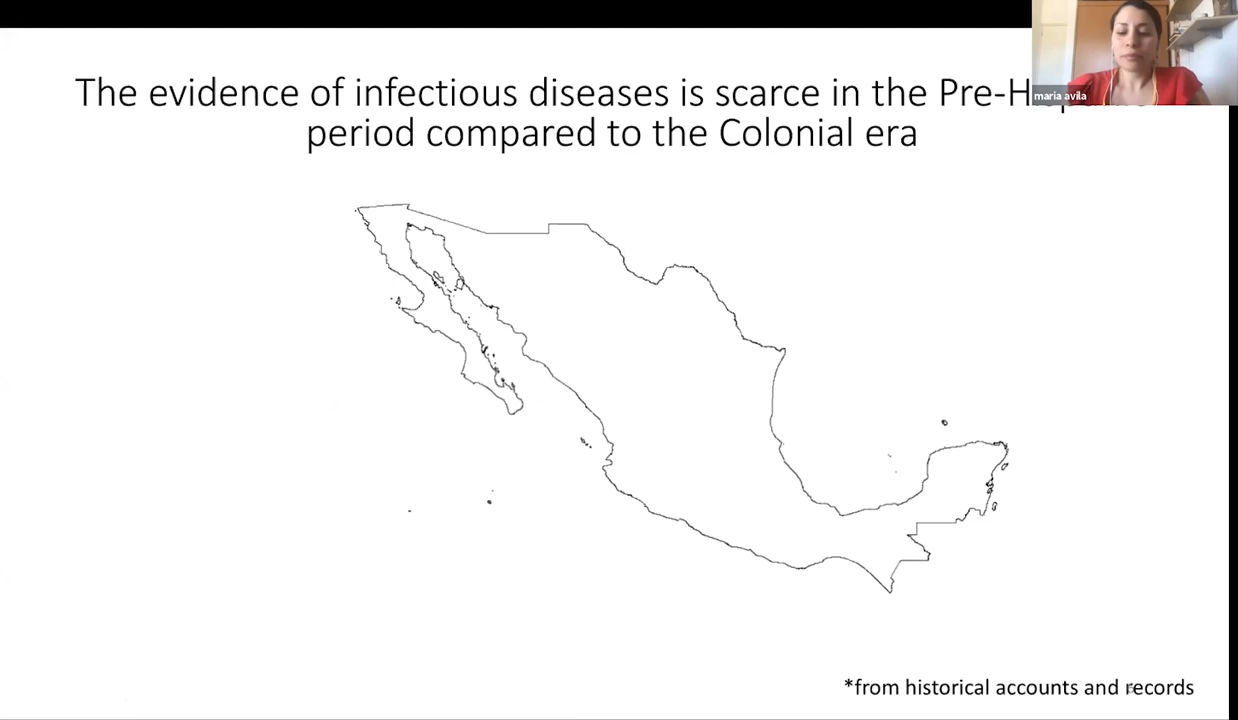 The evidence of infectious diseases is scarce in the
period compared to the Colonial era
maria avila
*from historical accounts and records